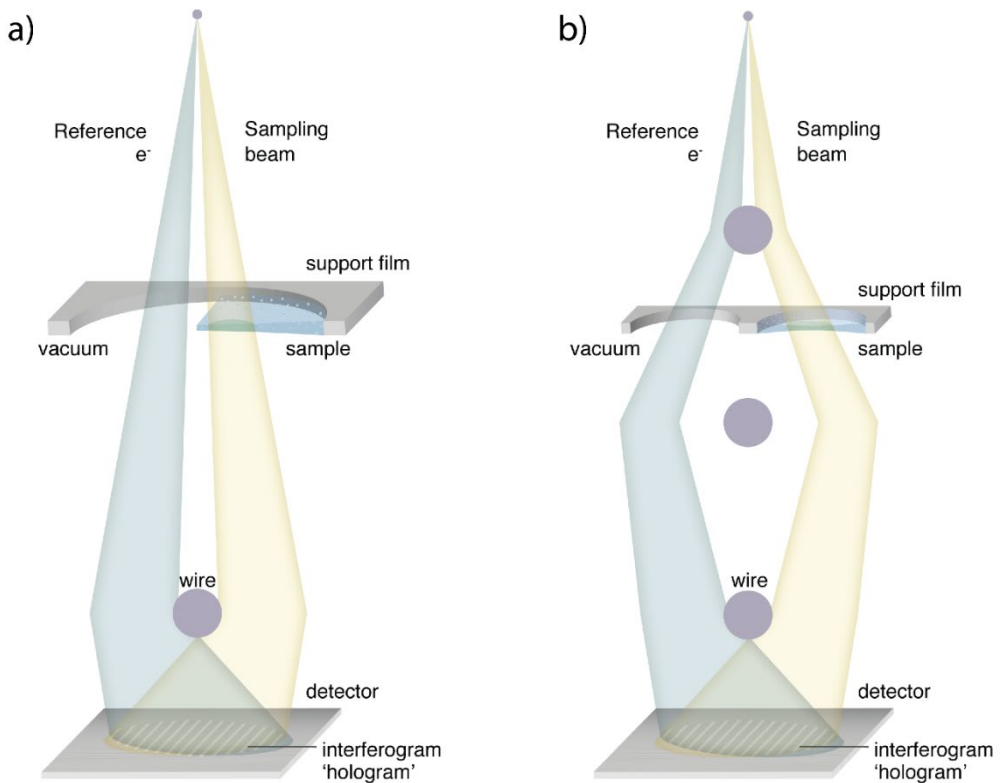 a)
Reference
e-
Sampling
beam
support film
vacuum
sample
wire
detector
interferogram
'hologram'
b)
Reference
e-
Sampling
beam
support film
vacuum
sample
wire
detector
interferogram
'hologram'